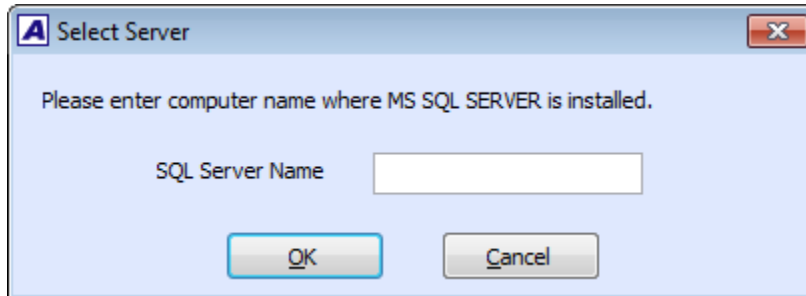 A Select Server
Please enter computer name where MS SQL SERVER is installed.
SQL Server Name
OK Cancel